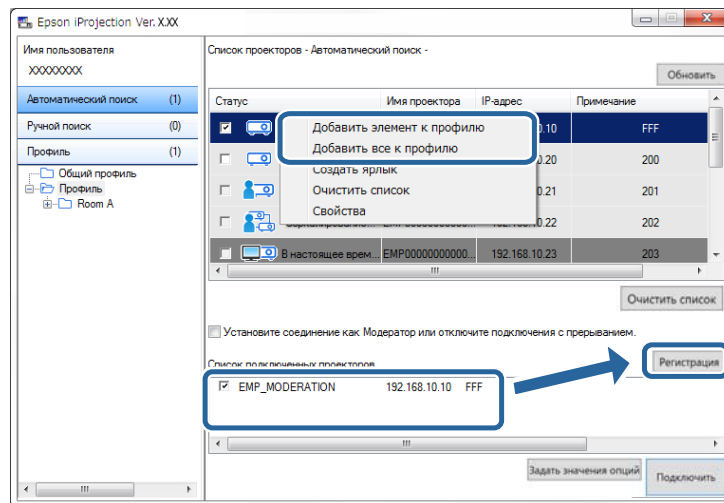 Epson iProjection Ver. X.XX
Имя пользователя
XXXXXXXX
Автоматический поиск (1)
Ручной поиск (0)
Профиль (1)
Общий профиль
Профиль
Room A
Список проекторов - Автоматический поиск -
Обновить
Статус Имя проектора IP-адрес Примечание
Добавить элемент к профилю 0.10 FFF
Добавить все к профилю
Создать ярлык 0.20 200
Очистить список 0.21 201
Свойства 0.22 202
В настоящее врем... EMP00000000000... 192.168.10.23 203
Очистить список
Установите соединение как Модератор или отключите подключения с прерыванием.
Список подключенных проекторов
Регистрация
EMP_MODERATION 192.168.10.10 FFF
Задать значения опций
Подключить